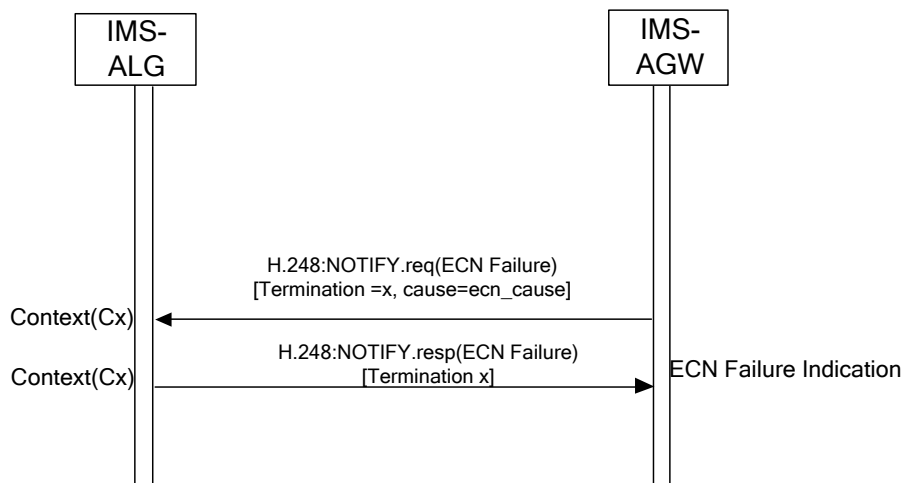 IMS-
ALG
IMS-
AGW
H.248:NOTIFY.req(ECN Failure)
[Termination =x, cause=ecn_cause]
Context(Cx)
H.248:NOTIFY.resp(ECN Failure)
[Termination x]
Context(Cx)
ECN Failure Indication